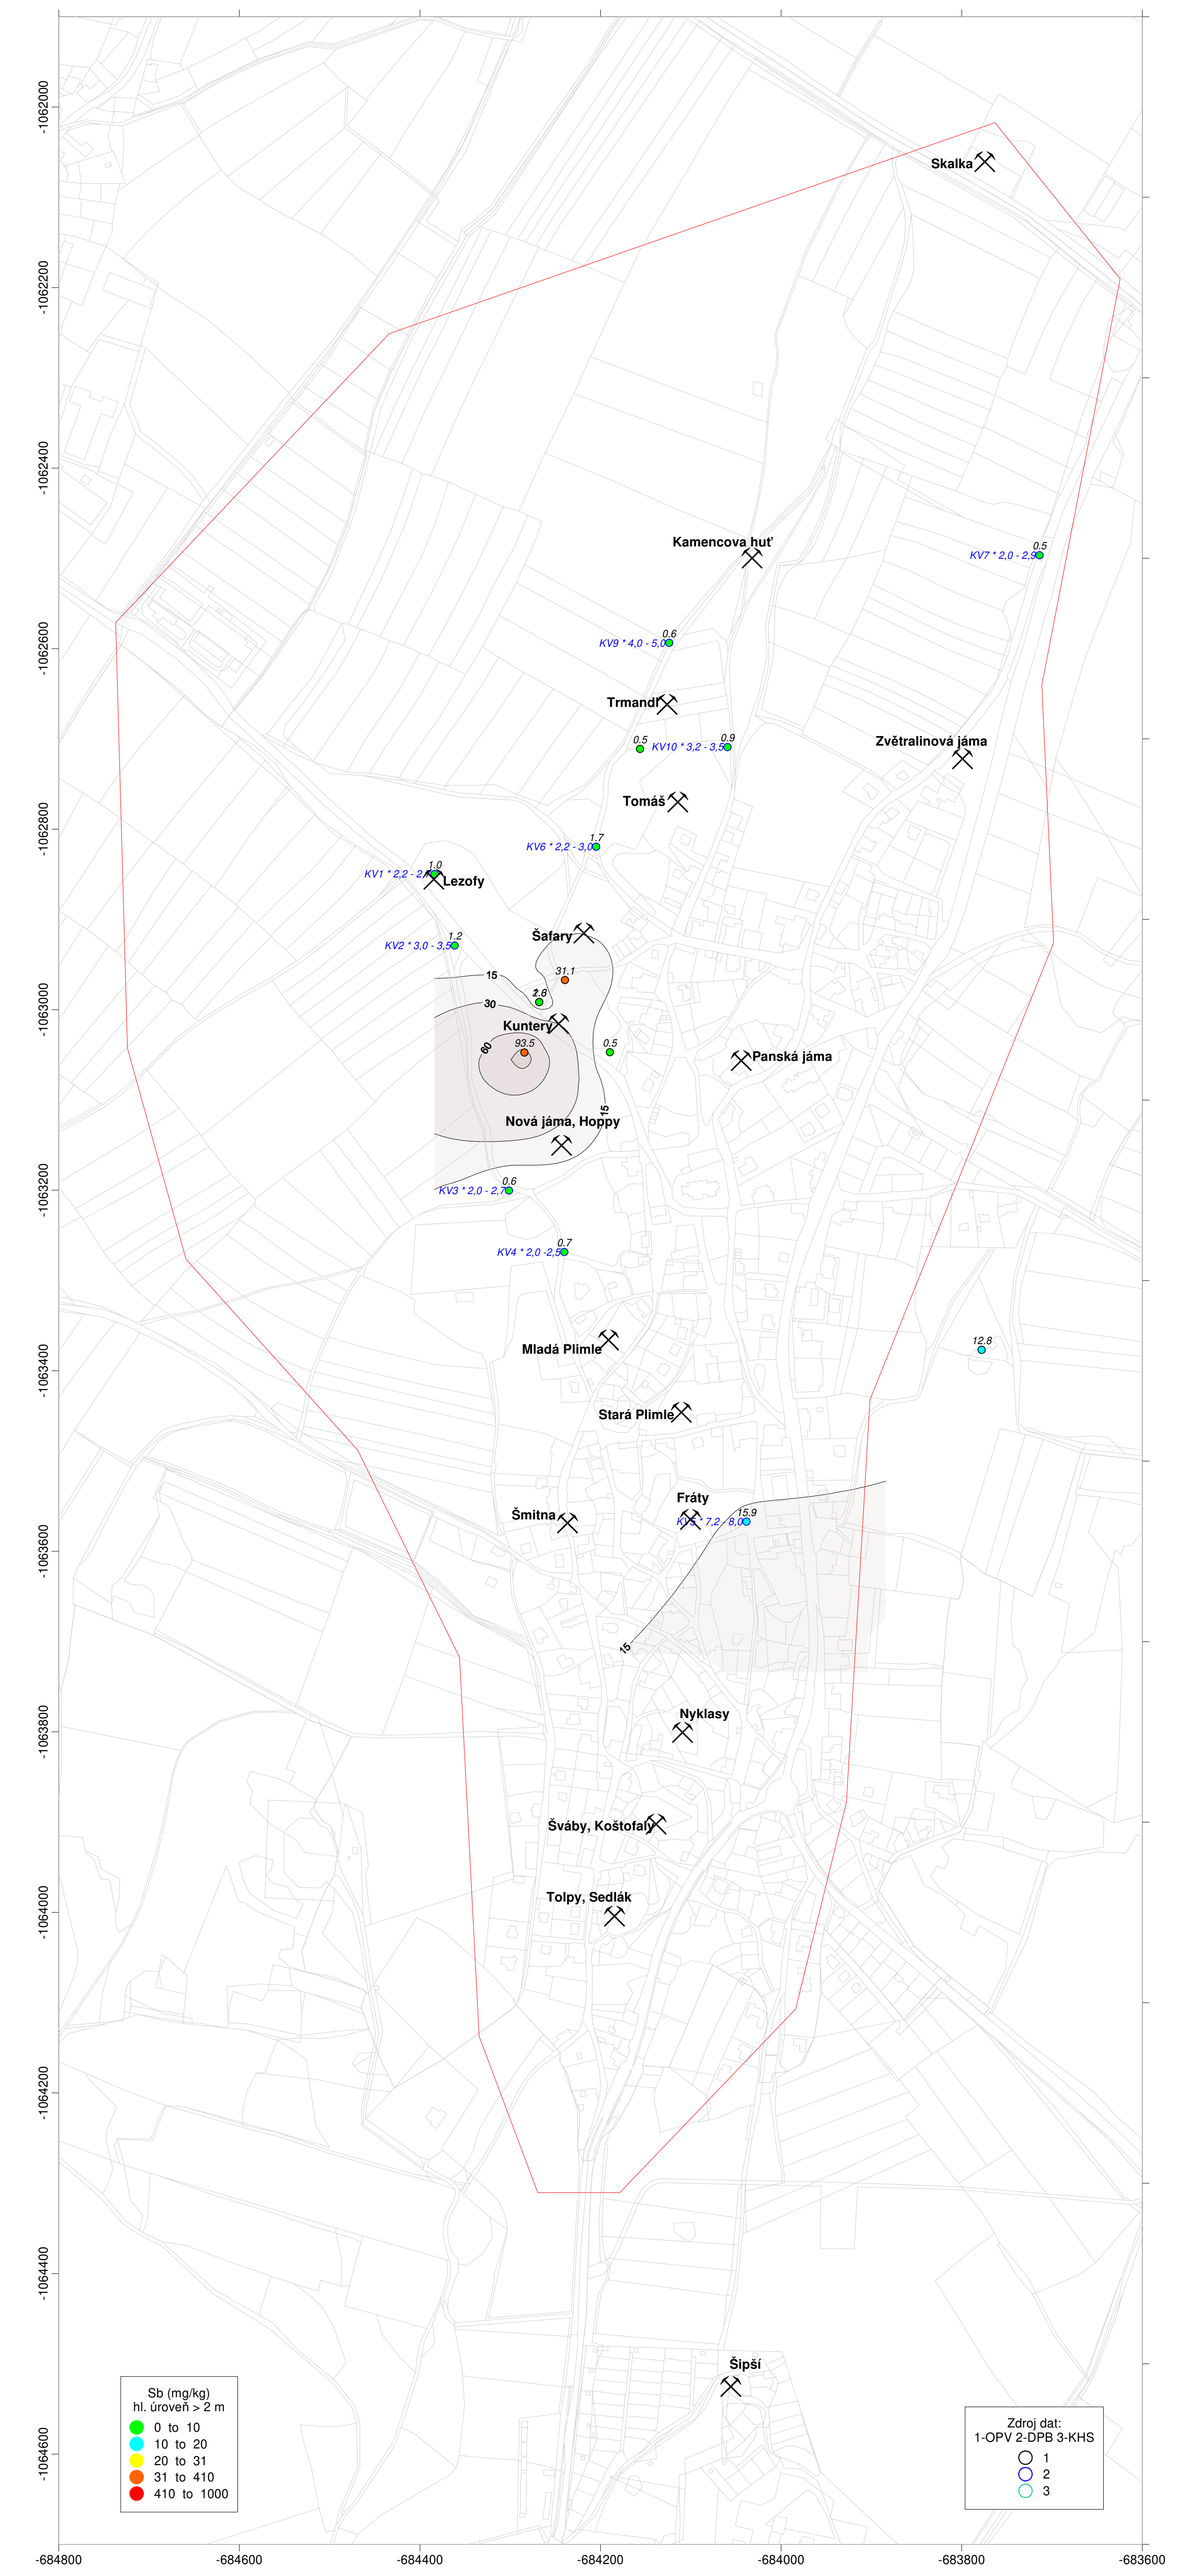 -1062000
-1062200
-1062400
-1062600
-1062800
-1063000
-1063200
-1063400
-1063600
-1063800
-1064000
-1064200
-1064400
-1064600
Skalka
Kamencova huť
0.5
KV7 * 2,0 - 2,9
0.6
KV9 * 4,0 - 5,0
Trmandl
0.5
KV10 * 3,2 - 3,5
0.9
Zvětralinová jáma
Tomáš
1.7
KV6 * 2,2 - 3,0
1.0
KV1 * 2,2 -
Lezofy
1.2
KV2 * 3,0 - 3,5
Šafary
15
31.1
30
Kuntery
60
93.5
0.5
Panská jáma
15
Nová jáma, Hoppy
0.6
KV3 * 2,0 - 2,7
0.7
KV4 * 2,0 -2,5
12.8
Mladá Plimle
Stará Plimle
Fráty
Šmitna
15.9
KV5 * 7,2 - 8,0
15
Nyklasy
Šváby, Koštofaly
Tolpy, Sedlák
Šipší
Sb (mg/kg)
hl. úroveň > 2 m
0 to 10
10 to 20
20 to 31
31 to 410
410 to 1000
Zdroj dat:
1-OPV 2-DPB 3-KHS
1
2
3
-684800
-684600
-684400
-684200
-684000
-683800
-683600